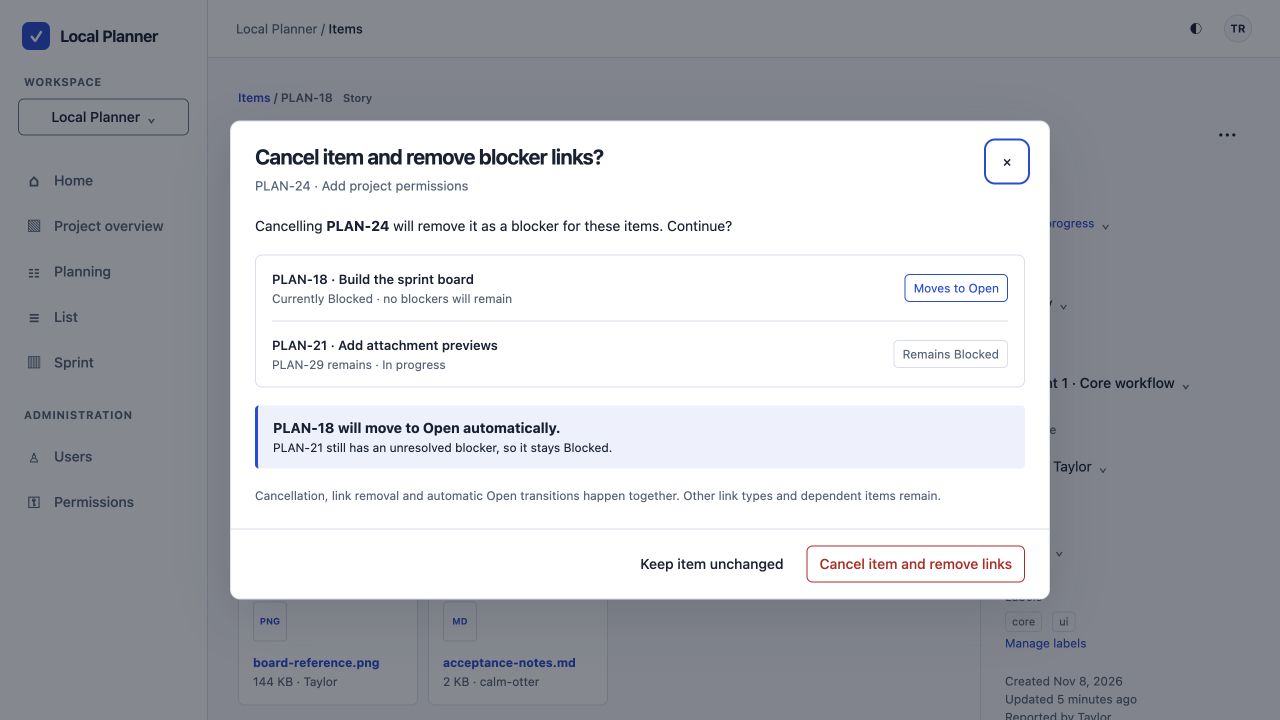 Local Planner
Local Planner / Items
TR
WORKSPACE
Local Planner
Home
Project overview
Planning
List
Sprint
ADMINISTRATION
Users
Permissions
Items / PLAN-18 Story
Cancel item and remove blocker links?
×
PLAN-24 · Add project permissions
Cancelling PLAN-24 will remove it as a blocker for these items. Continue?
PLAN-18 · Build the sprint board
Currently Blocked · no blockers will remain
Moves to Open
PLAN-21 · Add attachment previews
PLAN-29 remains · In progress
Remains Blocked
PLAN-18 will move to Open automatically.
PLAN-21 still has an unresolved blocker, so it stays Blocked.
Cancellation, link removal and automatic Open transitions happen together. Other link types and dependent items remain.
Keep item unchanged
Cancel item and remove links
progress
1 · Core workflow
Taylor
PNG
board-reference.png
144 KB · Taylor
MD
acceptance-notes.md
2 KB · calm-otter
core ui
Manage labels
Created Nov 8, 2026
Updated 5 minutes ago
Reported by Taylor